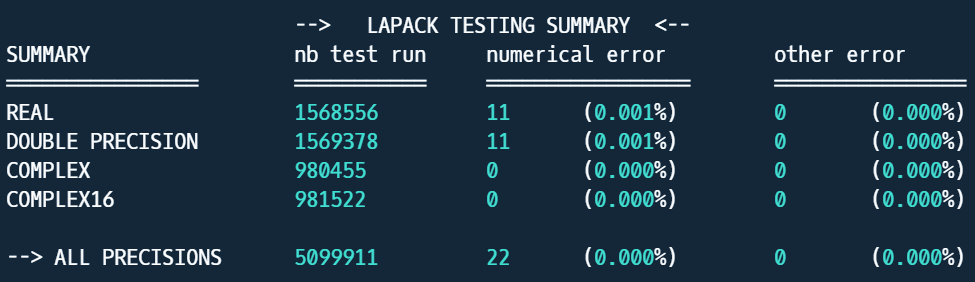 --> LAPACK TESTING SUMMARY <--
SUMMARY nb test run numerical error other error
================ =========== ================= ================
REAL 1568556 11 (0.001%) 0 (0.000%)
DOUBLE PRECISION 1569378 11 (0.001%) 0 (0.000%)
COMPLEX 980455 0 (0.000%) 0 (0.000%)
COMPLEX16 981522 0 (0.000%) 0 (0.000%)
--> ALL PRECISIONS 5099911 22 (0.000%) 0 (0.000%)